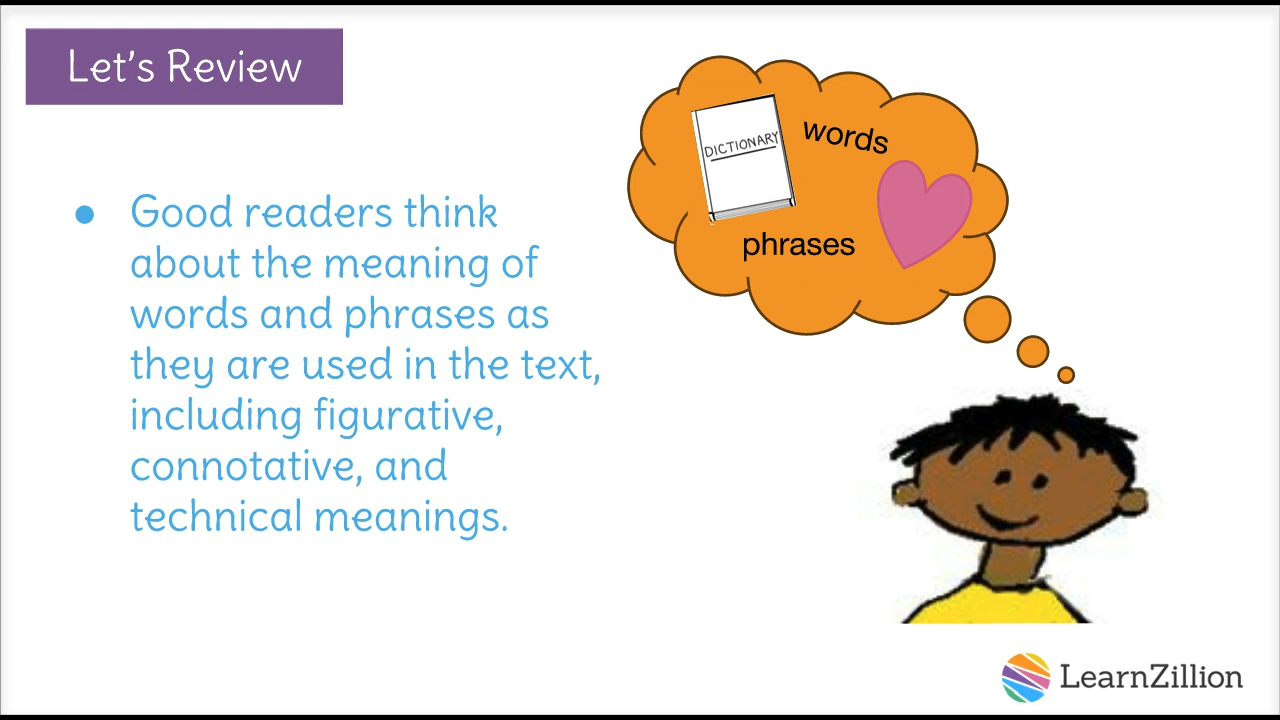 Let's Review
● Good readers think
about the meaning of
words and phrases as
they are used in the text,
including figurative,
connotative, and
technical meanings.
DICTIONARY
words
phrases
LearnZillion